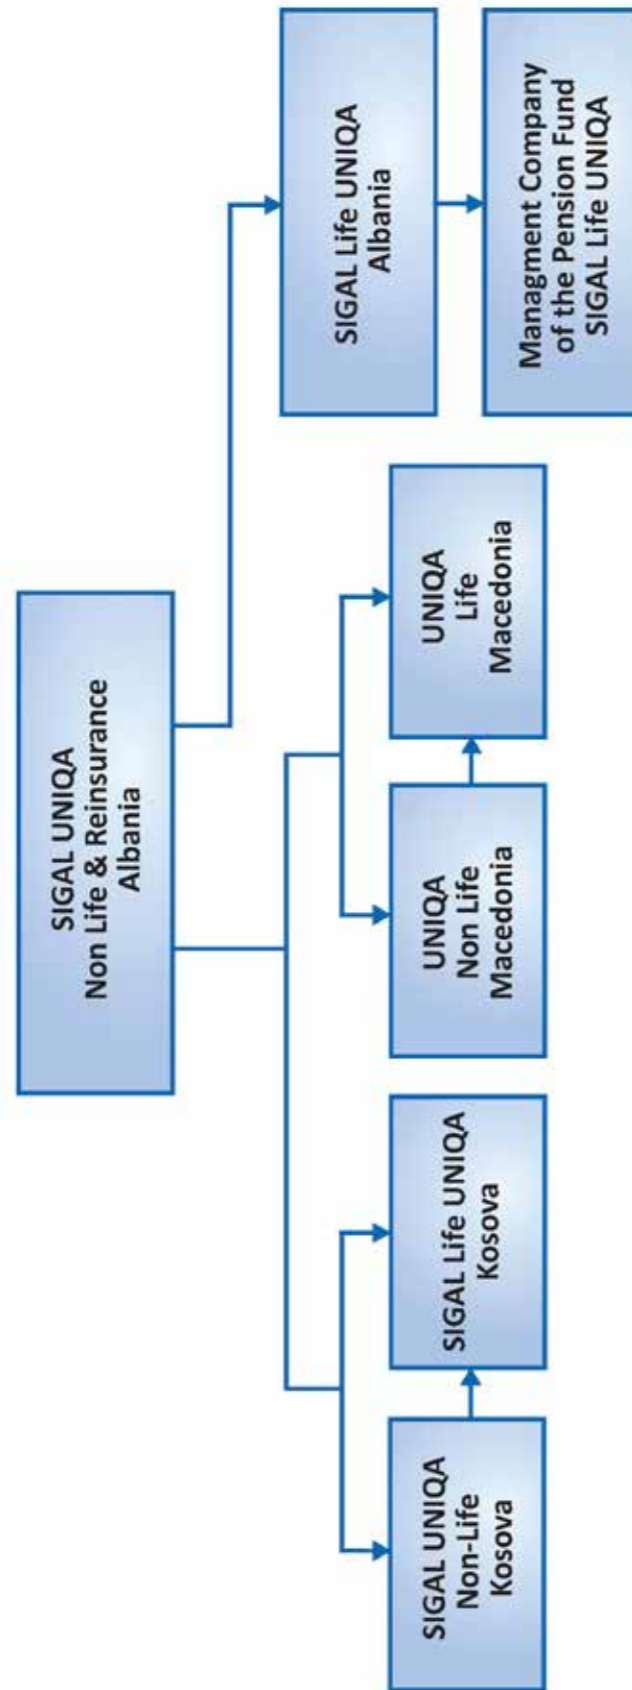 SIGAL UNIQA
Non Life & Reinsurance
Albania
SIGAL UNIQA
Non-Life
Kosova
SIGAL Life UNIQA
Kosova
UNIQA
Non Life
Macedonia
UNIQA
Life
Macedonia
SIGAL Life UNIQA
Albania
Managment Company
of the Pension Fund
SIGAL Life UNIQA